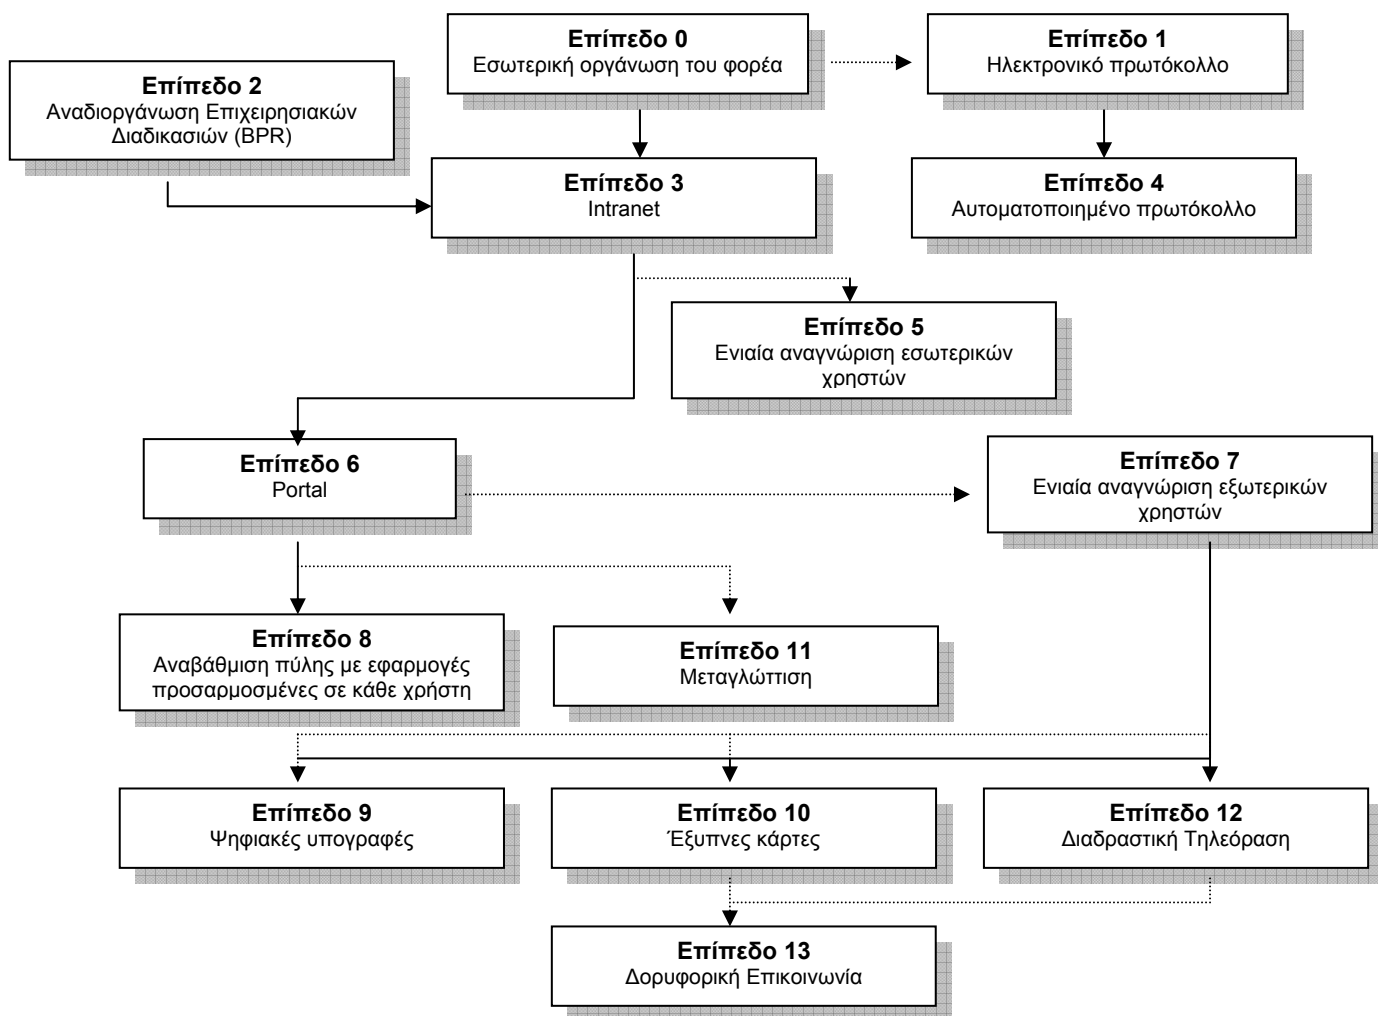 Επίπεδο 0
Εσωτερική οργάνωση του φορέα
Επίπεδο 1
Ηλεκτρονικό πρωτόκολλο
Επίπεδο 2
Αναδιοργάνωση Επιχειρησιακών
Διαδικασιών (BPR)
Επίπεδο 3
Intranet
Επίπεδο 4
Αυτοματοποιημένο πρωτόκολλο
Επίπεδο 5
Ενιαία αναγνώριση εσωτερικών
χρηστών
Επίπεδο 6
Portal
Επίπεδο 7
Ενιαία αναγνώριση εξωτερικών
χρηστών
Επίπεδο 8
Αναβάθμιση πύλης με εφαρμογές
προσαρμοσμένες σε κάθε χρήστη
Επίπεδο 11
Μεταγλώττιση
Επίπεδο 9
Ψηφιακές υπογραφές
Επίπεδο 10
Έξυπνες κάρτες
Επίπεδο 12
Διαδραστική Τηλεόραση
Επίπεδο 13
Δορυφορική Επικοινωνία